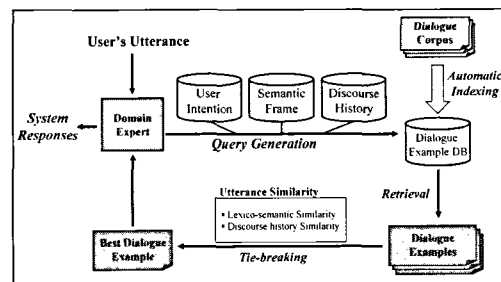 User's Utterance
Dialogue
Corpus
User
Intention
Semantic
Frame
Discourse
History
Automatic
Indexing
System
Responses
Domain
Expert
Query Generation
Dialogue
Example DB
Utterance Similarity
Retrieval
• Lexico-semantic Similarity
• Discourse history Similarity
Best Dialogue
Example
Tie-breaking
Dialogue
Examples